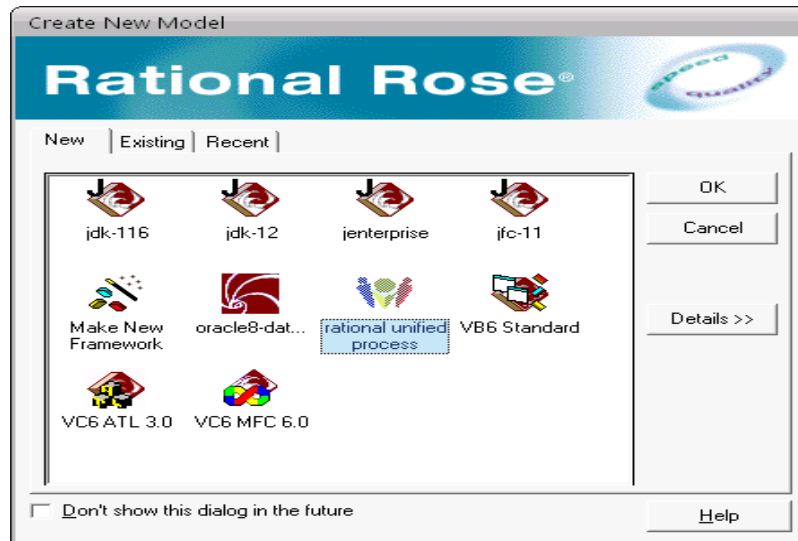 Create New Model
Rational Rose®
speed
quality
New
Existing
Recent
jdk-116
jdk-12
jenterprise
jfc-11
Make New
Framework
oracle8-dat...
rational unified
process
VB6 Standard
VC6 ATL 3.0
VC6 MFC 6.0
OK
Cancel
Details >>
Don't show this dialog in the future
Help